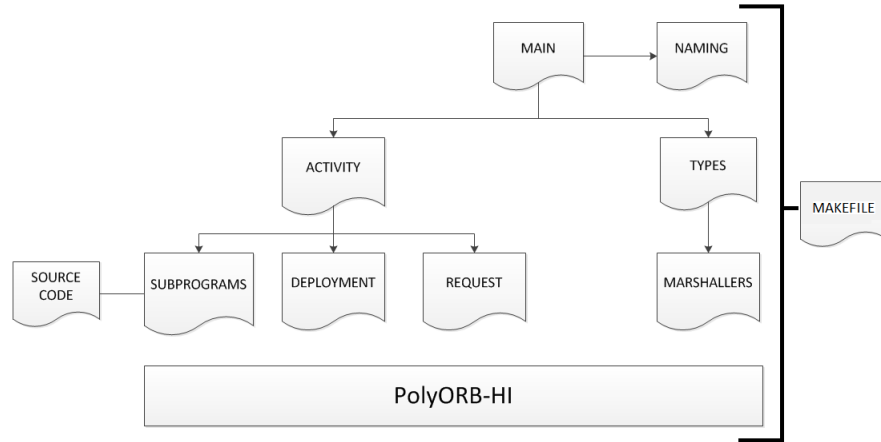 MAIN
NAMING
ACTIVITY
TYPES
MAKEFILE
SOURCE
CODE
SUBPROGRAMS
DEPLOYMENT
REQUEST
MARSHALLERS
PolyORB-HI